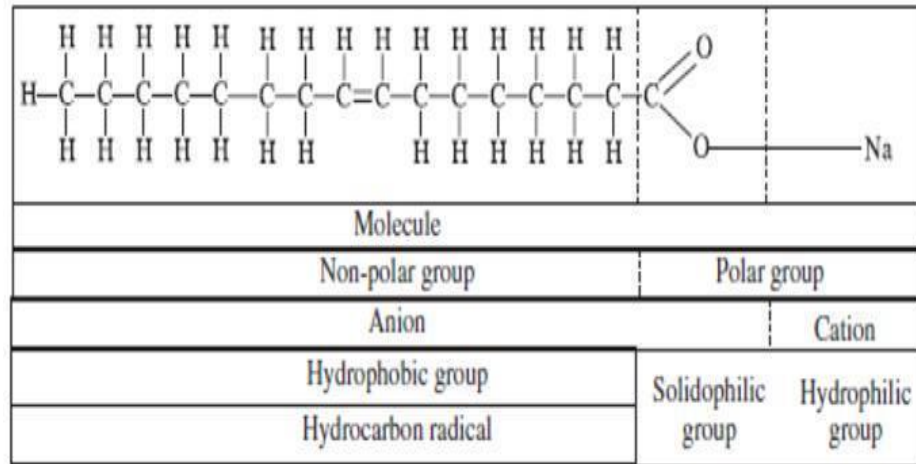 H H H H H H H H H H H H H H H O
H–C–C–C–C–C–C–C–C=C–C–C–C–C–C–C–C
H H H H H H H H H H H H H O Na
Molecule
Non-polar group Polar group
Anion Cation
Hydrophobic group
Hydrocarbon radical
Solidophilic
group
Hydrophilic
group